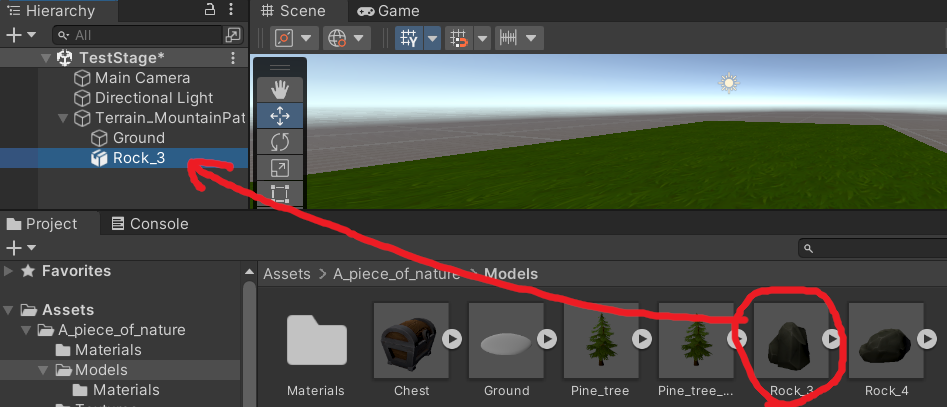 Hierarchy
All
TestStage*
Main Camera
Directional Light
Terrain_MountainPat
Ground
Rock_3
Scene
Game
Project
Console
Favorites
Assets
A_piece_of_nature
Materials
Models
Materials
Assets > A_piece_of_nature > Models
Materials
Chest
Ground
Pine_tree
Pine_tree_...
Rock_3
Rock_4